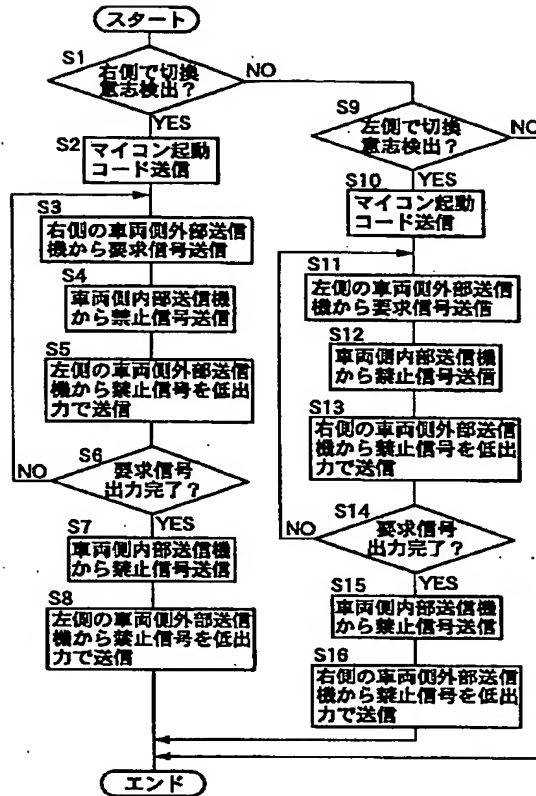 スタート
S1
右側で切換
意志検出？
NO
YES
S2
マイコン起動
コード送信
S3
右側の車両側外部送信
機から要求信号送信
S4
車両側内部送信機
から禁止信号送信
S5
左側の車両側外部送信
機から禁止信号を低出
力で送信
S6
要求信号
出力完了？
NO
YES
S7
車両側内部送信機
から禁止信号送信
S8
左側の車両側外部送信
機から禁止信号を低出
力で送信
S9
左側で切換
意志検出？
NO
YES
S10
マイコン起動
コード送信
S11
左側の車両側外部送信
機から要求信号送信
S12
車両側内部送信機
から禁止信号送信
S13
右側の車両側外部送信
機から禁止信号を低出
力で送信
S14
要求信号
出力完了？
NO
YES
S15
車両側内部送信機
から禁止信号送信
S16
右側の車両側外部送信
機から禁止信号を低出
力で送信
エンド